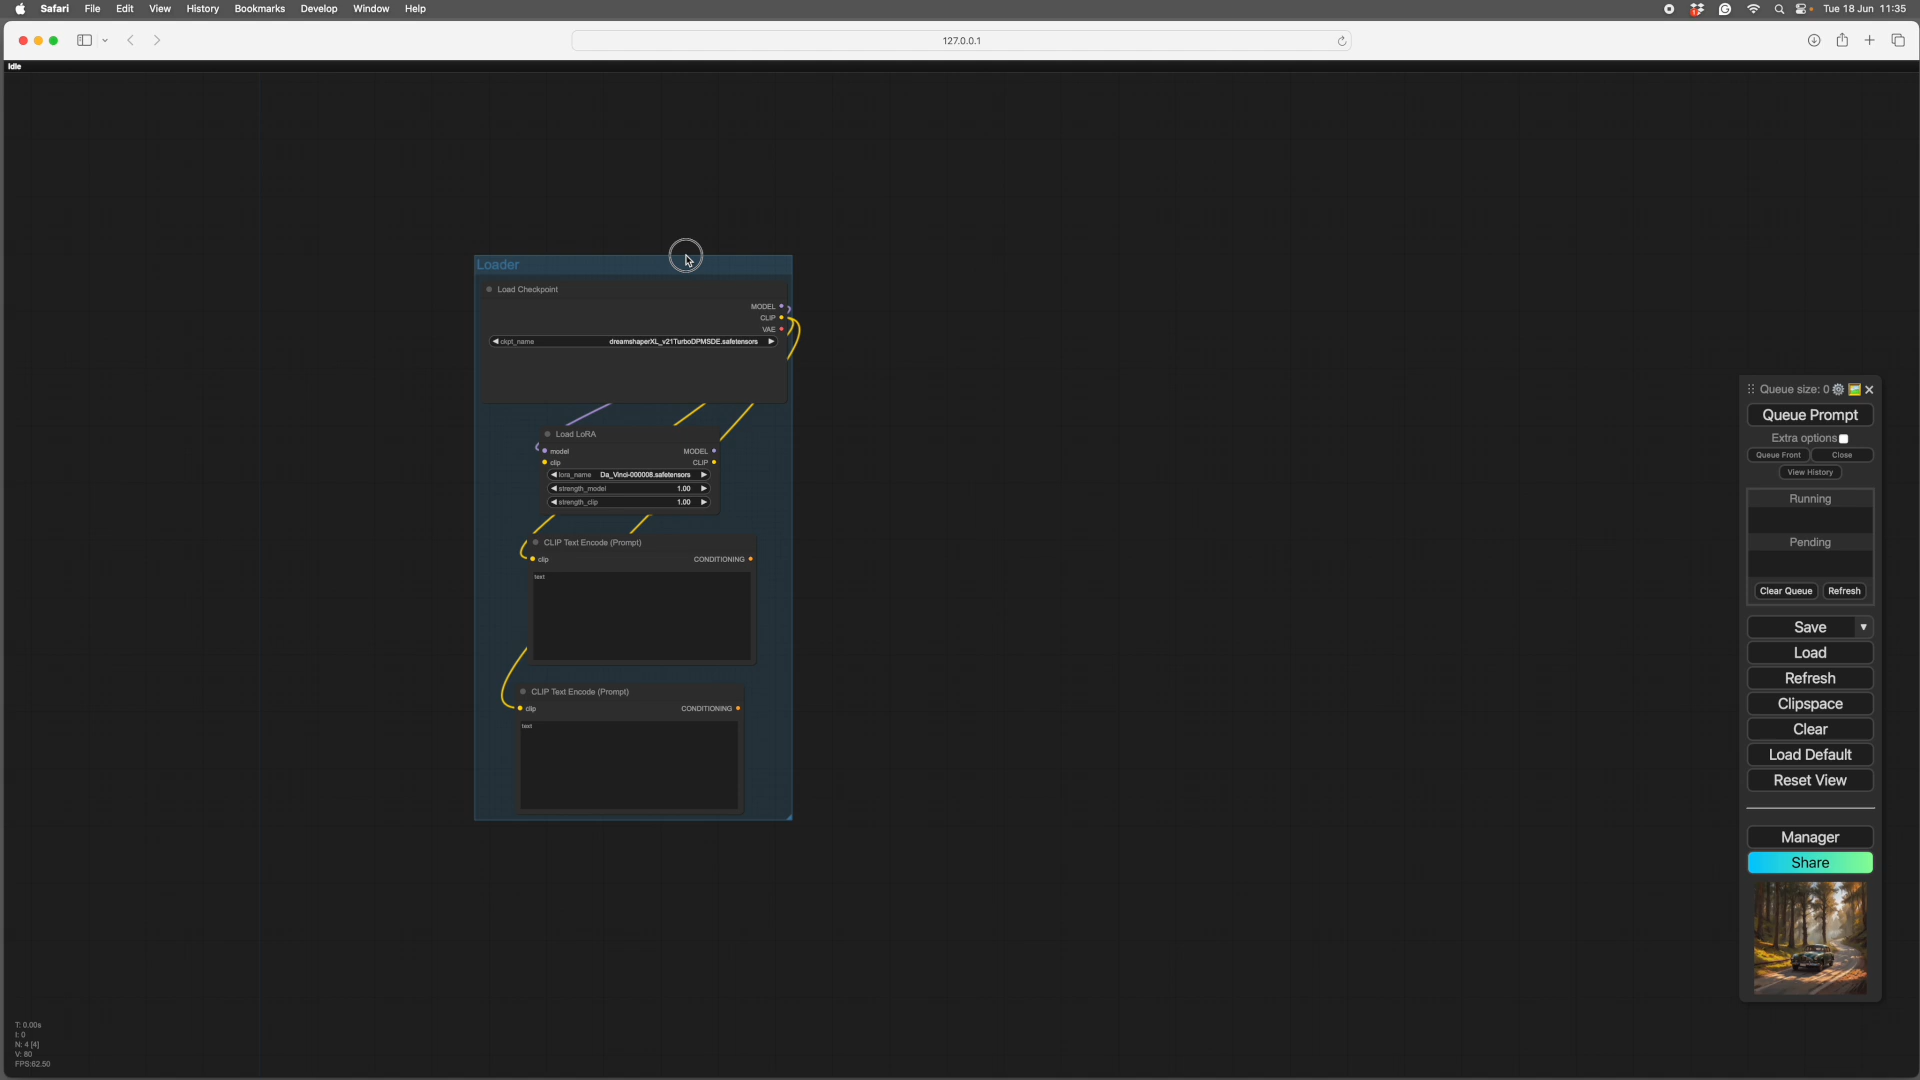 Safari File Edit View History Bookmarks Develop Window Help Tue 18 Jun 11:35
127.0.0.1
Idle
Loader
Load Checkpoint
MODEL
CLIP
VAE
ckpt_name dreamshaperXL_v21TurboDPMSDE.safetensors
Load LoRA
model MODEL
clip CLIP
lora_name Da_Vinci-000008.safetensors
strength_model 1.00
strength_clip 1.00
CLIP Text Encode (Prompt)
clip CONDITIONING
text
CLIP Text Encode (Prompt)
clip CONDITIONING
text
Queue size: 0
Queue Prompt
Extra options
Queue Front Close
View History
Running
Pending
Clear Queue Refresh
Save
Load
Refresh
Clipspace
Clear
Load Default
Reset View
Manager
Share
T: 0.00s
I: 0
N: 4 [4]
V: 80
FPS:62.50